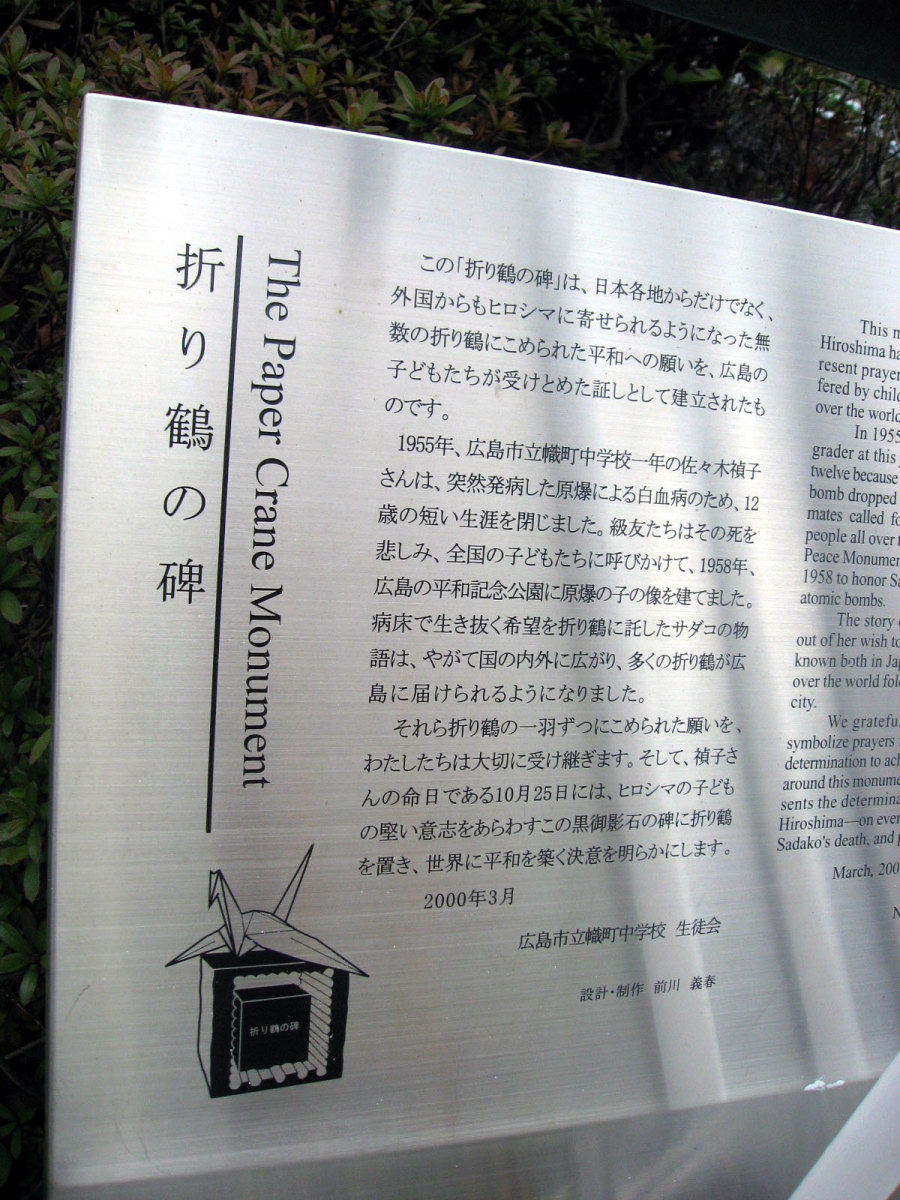 折り鶴の碑
The Paper Crane Monument
この「折り鶴の碑」は、日本各地からだけでなく、
外国からもヒロシマに寄せられるようになった無
数の折り鶴にこめられた平和への願いを、広島の
子どもたちが受けとめた証しとして建立されたも
のです。
1955年、広島市立幟町中学校一年の佐々木禎子
さんは、突然発病した原爆による白血病のため、12
歳の短い生涯を閉じました。級友たちはその死を
悲しみ、全国の子どもたちに呼びかけて、1958年、
広島の平和記念公園に原爆の子の像を建てました。
病床で生き抜く希望を折り鶴に託したサダコの物
語は、やがて国の内外に広がり、多くの折り鶴が広
島に届けられるようになりました。
それら折り鶴の一羽ずつにこめられた願いを、
わたしたちは大切に受け継ぎます。そして、禎子さ
んの命日である10月25日には、ヒロシマの子ども
の堅い意志をあらわすこの黒御影石の碑に折り鶴
を置き、世界に平和を築く決意を明らかにします。
2000年3月
広島市立幟町中学校 生徒会
設計・制作 前川 義春
折り鶴の碑
This
Hiroshima
resent prayer
fered by
over the world
In 1955
grader at this
twelve because
bomb dropped
mates called
people all over
Peace
1958 to honor
atomic bombs.
The story
out of her wish
known both in
over the world
city.
We
symbolize prayers
determination to
around this
sents the
Hiroshima—on
Sadako's death, and
March,